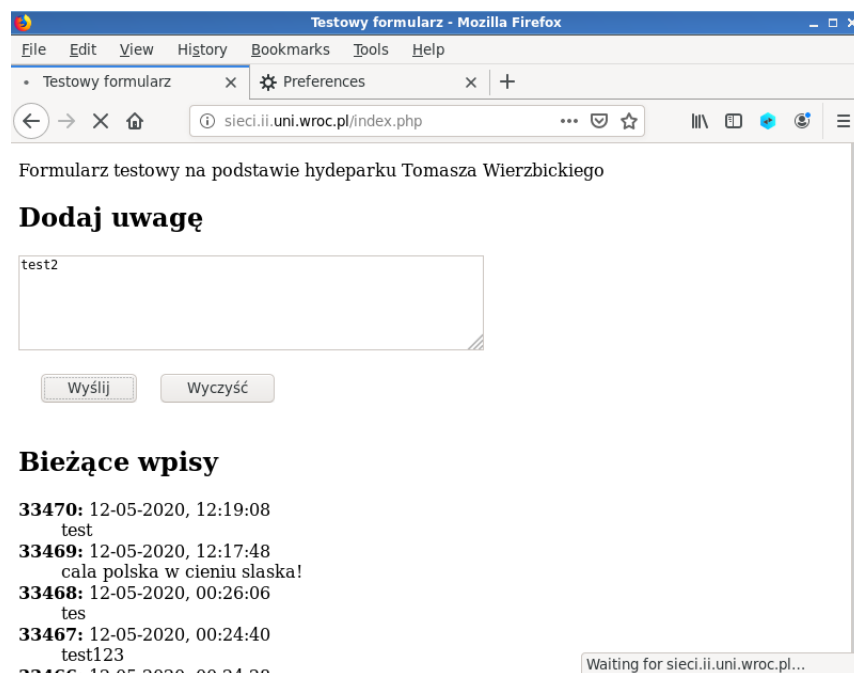 Testowy formularz - Mozilla Firefox
File Edit View History Bookmarks Tools Help
Testowy formularz Preferences
sieci.ii.uni.wroc.pl/index.php
Formularz testowy na podstawie hydeparku Tomasza Wierzbickiego
Dodaj uwagę
test2
Wyślij Wyczyść
Bieżące wpisy
33470: 12-05-2020, 12:19:08
test
33469: 12-05-2020, 12:17:48
cala polska w cieniu slaska!
33468: 12-05-2020, 00:26:06
tes
33467: 12-05-2020, 00:24:40
test123
Waiting for sieci.ii.uni.wroc.pl...